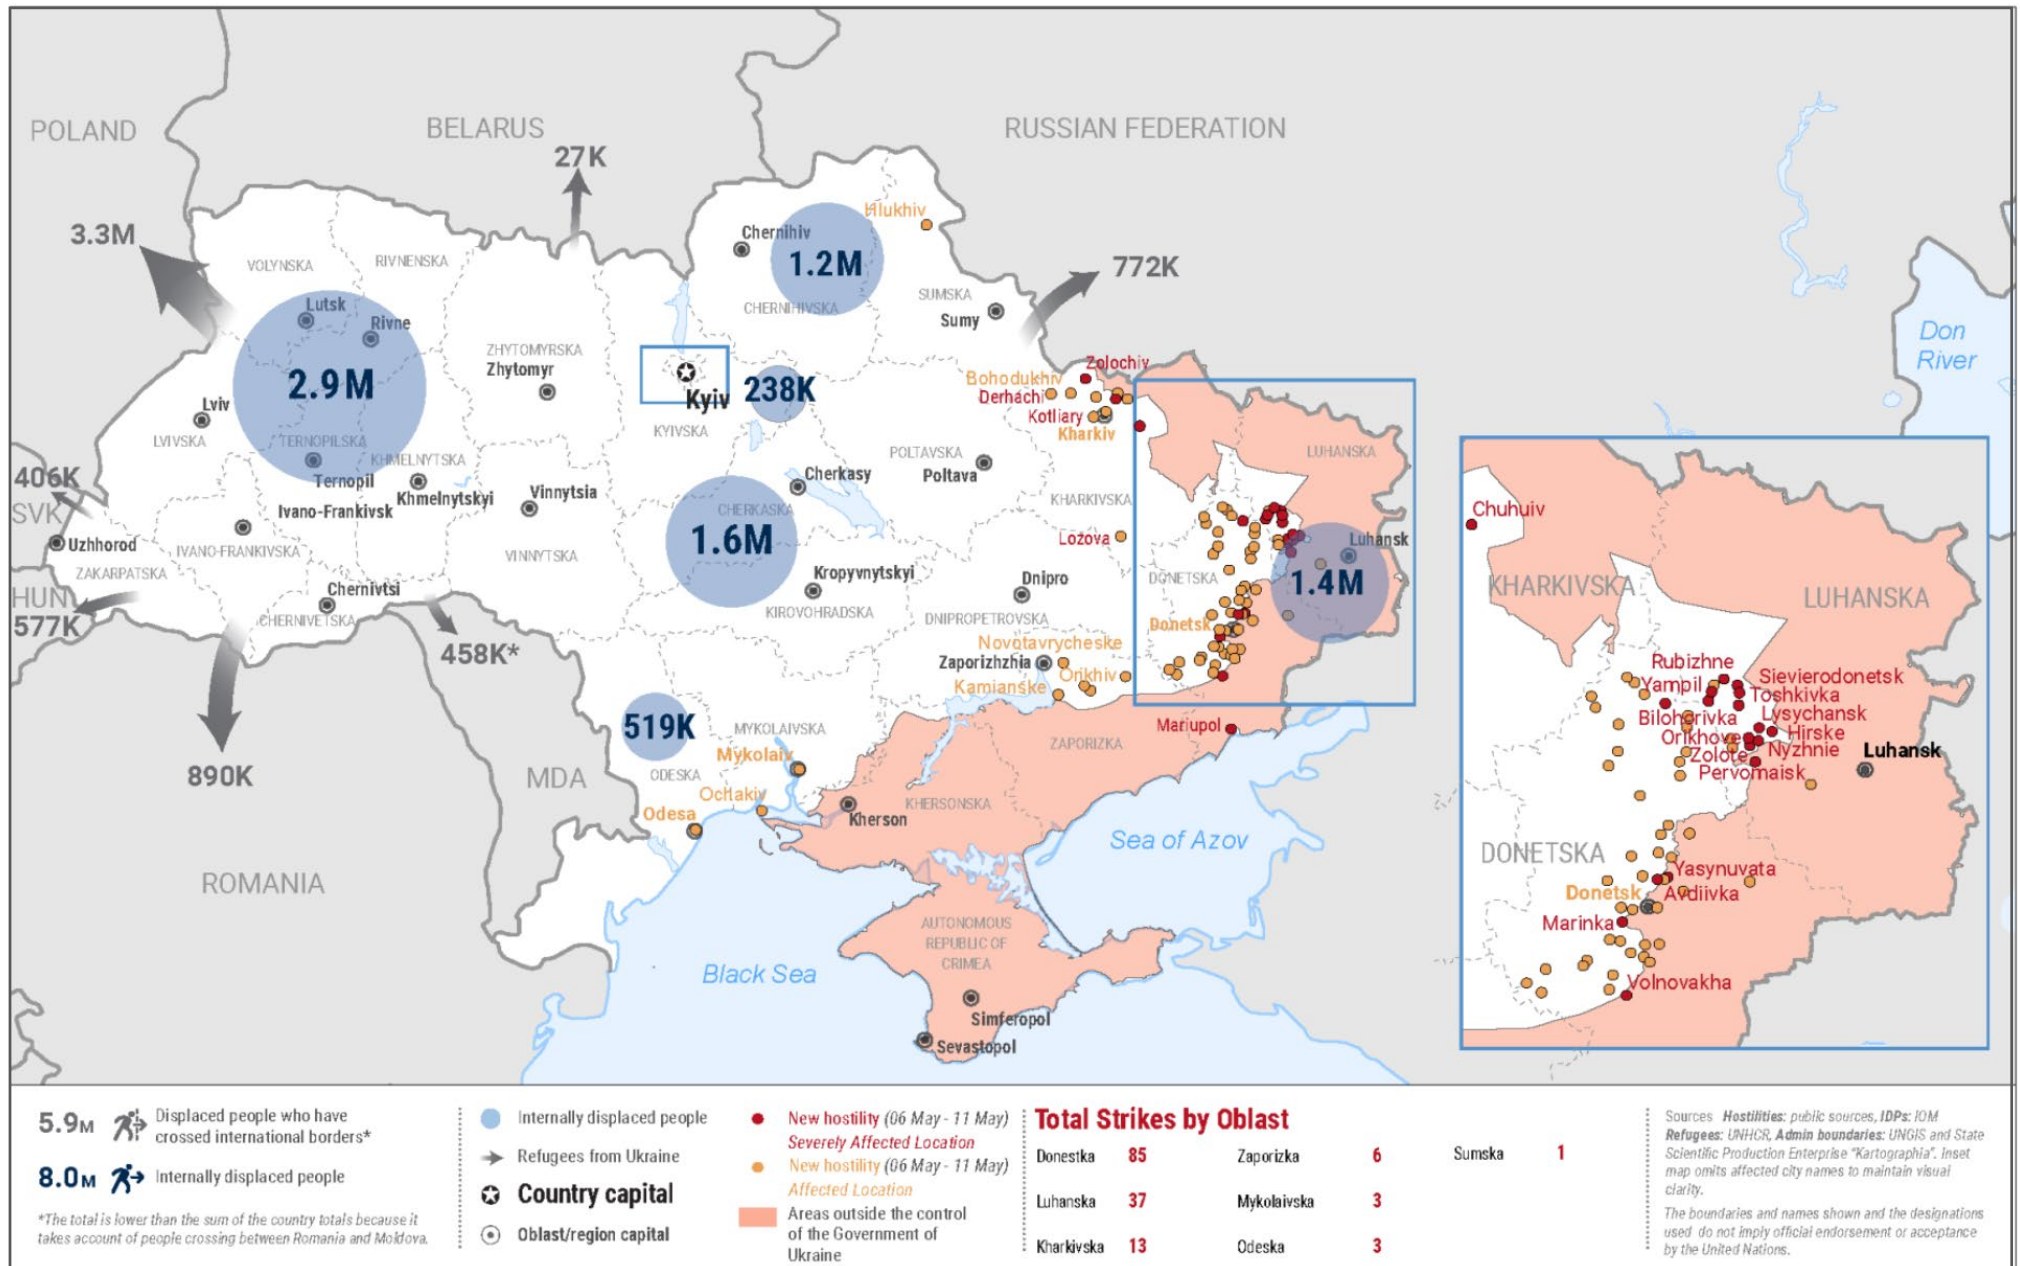 POLAND
BELARUS
RUSSIAN FEDERATION
27K
3.3M
Hlukhiv
Chernihiv
1.2M
772K
VOLYNSKA
RIVNENSKA
SUMSKA
CHERNIHIVSKA
Sumy
Lutsk
Rivne
Don
River
ZHYTOMYRSKA
Zhytomyr
2.9M
Kyiv
238K
Zolochiv
Bohodukhiv
Derhachi
Kotliary
Kharkiv
Lviv
LVIVSKA
KYIVSKA
TERNOPILSKA
KHMELNYTSKA
Ternopil
Khmelnytskyi
Vinnytsia
Cherkasy
POLTAVSKA
Poltava
LUHANSKA
406K
SVK
Ivano-Frankivsk
CHERKASKA
1.6M
KHARKIVSKA
Lozova
Luhansk
Uzhhorod
IVANO-FRANKIVSKA
VINNYTSKA
ZAKARPATSKA
Kropyvnytskyi
KIROVOHRADSKA
Dnipro
DNIPROPETROVSKA
DONETSKA
1.4M
HUN
577K
Chernivtsi
CHERNIVETSKA
Donetsk
458K*
Novotavrycheske
Zaporizhzhia
Orikhiv
Kamianske
519K
MYKOLAIVSKA
Mykolaiv
Mariupol
ZAPORIZKA
890K
MDA
ODESKA
Ochakiv
Odesa
Kherson
KHERSONSKA
Sea of Azov
ROMANIA
AUTONOMOUS
REPUBLIC OF
CRIMEA
Black Sea
Simferopol
Sevastopol
Chuhuiv
KHARKIVSKA
LUHANSKA
Rubizhne
Sievierodonetsk
Yampil
Toshkivka
Bilohorivka
Lysychansk
Orikhove
Hirske
Zolote
Nyzhnie
Luhansk
Pervomaisk
DONETSKA
Yasynuvata
Donetsk
Avdiivka
Marinka
Volnovakha
5.9M
Displaced people who have
crossed international borders*
8.0M
Internally displaced people
*The total is lower than the sum of the country totals because it
takes account of people crossing between Romania and Moldova.
Internally displaced people
Refugees from Ukraine
Country capital
Oblast/region capital
New hostility (06 May - 11 May)
Severely Affected Location
New hostility (06 May - 11 May)
Affected Location
Areas outside the control
of the Government of
Ukraine
Total Strikes by Oblast
Donestka 85 Zaporizka 6 Sumska 1
Luhanska 37 Mykolaivska 3
Kharkivska 13 Odeska 3
Sources Hostilities: public sources, IDPs: IOM
Refugees: UNHCR, Admin boundaries: UNGIS and State
Scientific Production Enterprise "Kartographia". Inset
map omits affected city names to maintain visual
clarity.
The boundaries and names shown and the designations
used do not imply official endorsement or acceptance
by the United Nations.